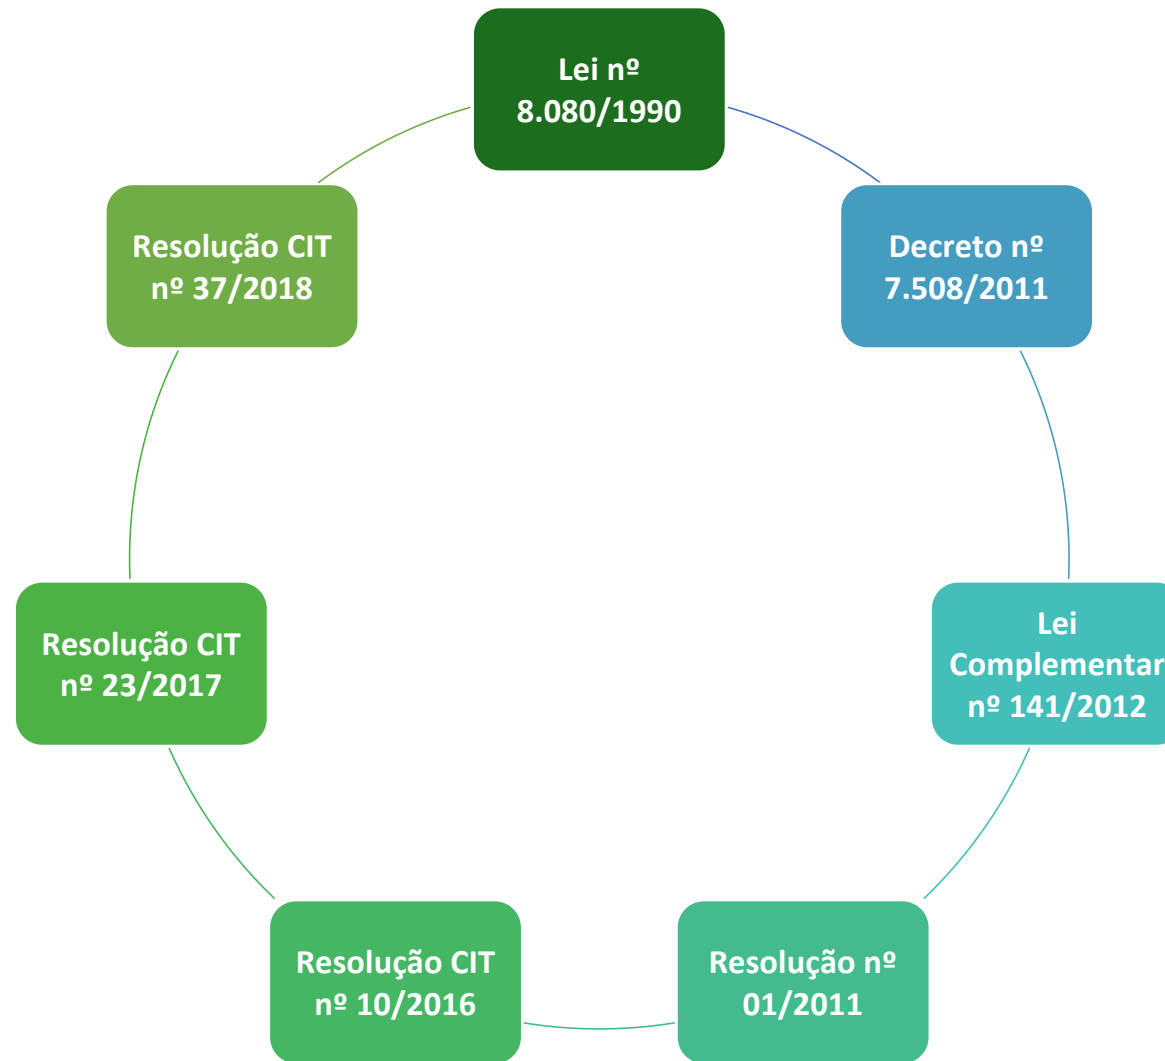 Lei nº
8.080/1990
Decreto nº
7.508/2011
Lei
Complementar
nº 141/2012
Resolução nº
01/2011
Resolução CIT
nº 10/2016
Resolução CIT
nº 23/2017
Resolução CIT
nº 37/2018